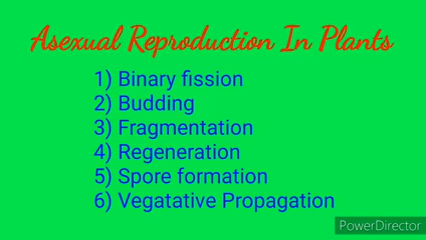 Asexual Reproduction In Plants
1) Binary fission
2) Budding
3) Fragmentation
4) Regeneration
5) Spore formation
6) Vegatative Propagation
PowerDirector